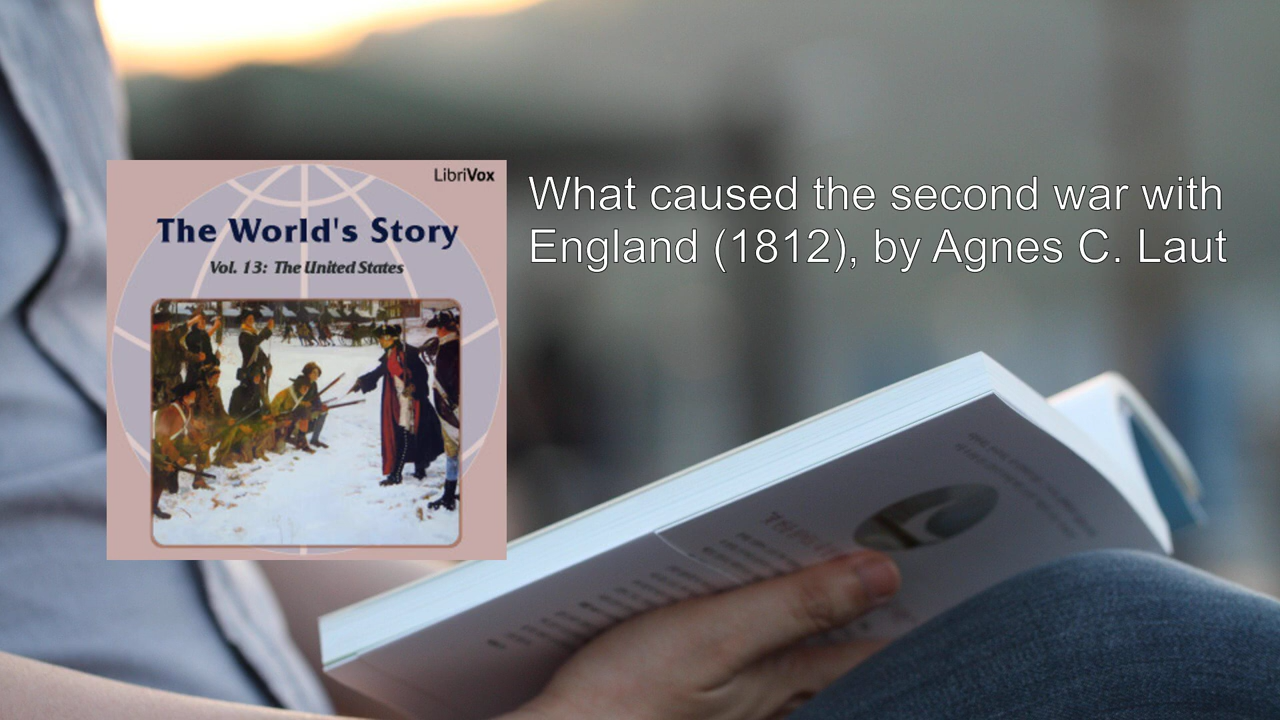 LibriVox
The World's Story
Vol. 13: The United States
What caused the second war with
England (1812), by Agnes C. Laut